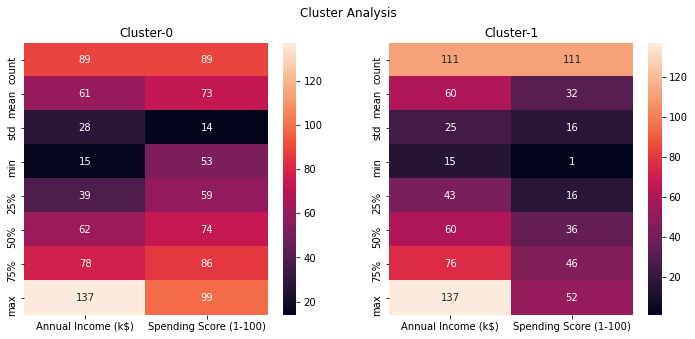 Cluster Analysis
Cluster-0
count 89 89
mean 61 73
std 28 14
min 15 53
25% 39 59
50% 62 74
75% 78 86
max 137 99
Annual Income (k$) Spending Score (1-100)
120
100
80
60
40
20
Cluster-1
count 111 111
mean 60 32
std 25 16
min 15 1
25% 43 16
50% 60 36
75% 76 46
max 137 52
Annual Income (k$) Spending Score (1-100)
120
100
80
60
40
20